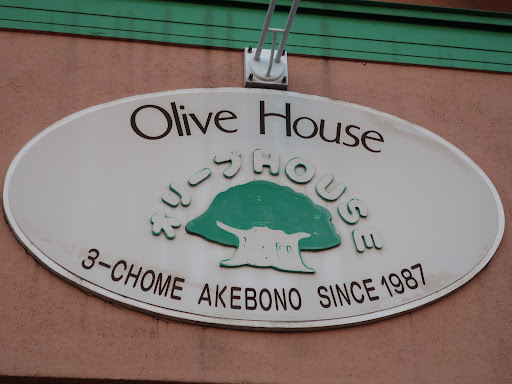 Olive House
オリーブHOUSE
3-CHOME AKEBONO SINCE 1987